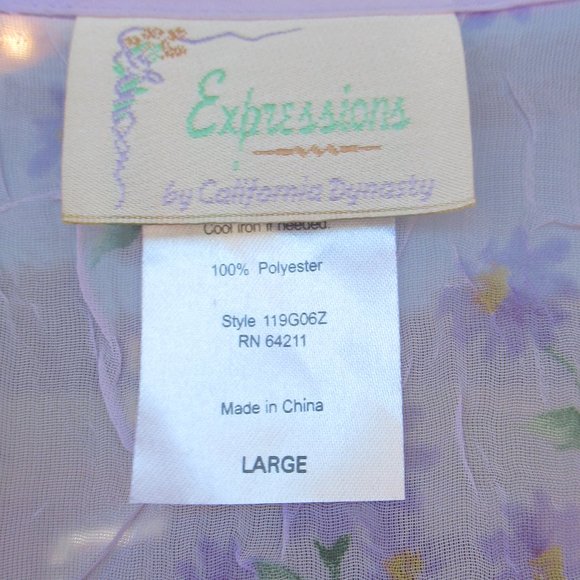 Expressions
by California Dynasty
Cool iron if needed.
100% Polyester
Style 119G06Z
RN 64211
Made in China
LARGE